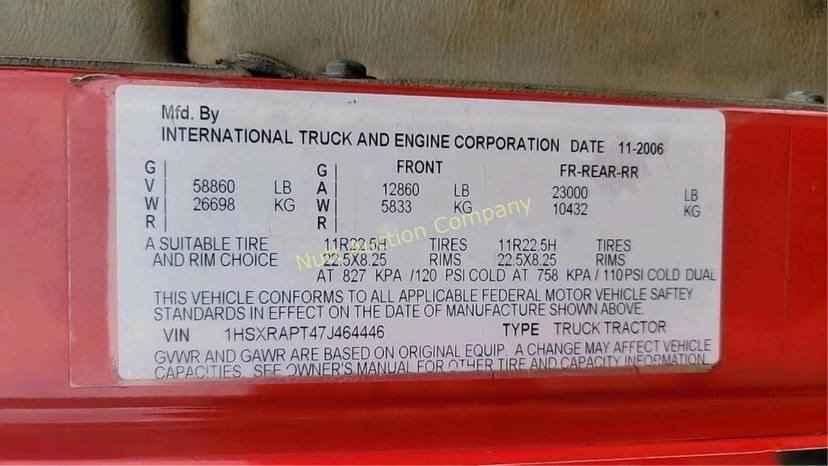 Mfd. By
INTERNATIONAL TRUCK AND ENGINE CORPORATION DATE 11-2006
G G FRONT FR-REAR-RR
V 58860 LB A 12860 LB 23000 LB
W 26698 KG W 5833 KG 10432 KG
R R
A SUITABLE TIRE 11R22.5H TIRES 11R22.5H TIRES
AND RIM CHOICE 22.5X8.25 RIMS 22.5X8.25 RIMS
AT 827 KPA /120 PSI COLD AT 758 KPA / 110 PSI COLD DUAL
THIS VEHICLE CONFORMS TO ALL APPLICABLE FEDERAL MOTOR VEHICLE SAFTEY
STANDARDS IN EFFECT ON THE DATE OF MANUFACTURE SHOWN ABOVE.
VIN 1HSXRAPT47J464446 TYPE TRUCK TRACTOR
GVWR AND GAWR ARE BASED ON ORIGINAL EQUIP. A CHANGE MAY AFFECT VEHICLE
CAPACITIES. SEE OWNER'S MANUAL FOR OTHER TIRE AND CAPACITY INFORMATION
Nutt Auction Company